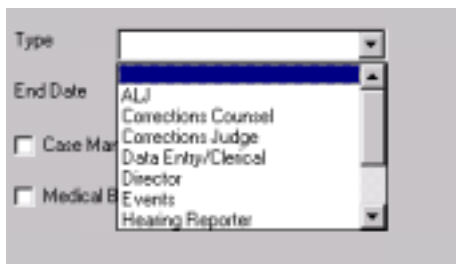 Type
End Date
ALJ
Corrections Counsel
Case Mar
Corrections Judge
Data Entry/Clerical
Director
Medical B
Events
Hearing Reporter